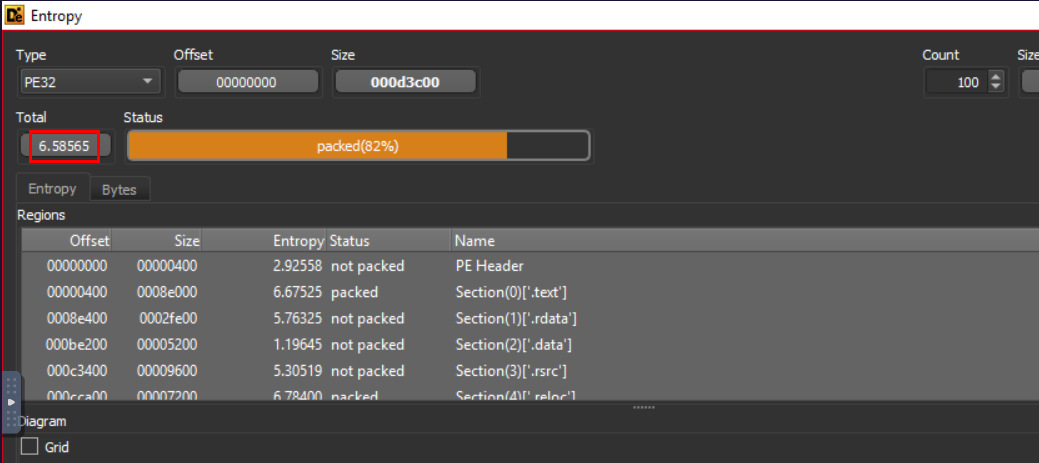 Entropy
Type Offset Size Count Size
PE32 00000000 000d3c00 100
Total Status
6.58565 packed(82%)
Entropy Bytes
Regions
Offset Size Entropy Status Name
00000000 00000400 2.92558 not packed PE Header
00000400 0008e000 6.67525 packed Section(0)['.text']
0008e400 0002fe00 5.76325 not packed Section(1)['.rdata']
000be200 00005200 1.19645 not packed Section(2)['.data']
000c3400 00009600 5.30519 not packed Section(3)['.rsrc']
000cca00 00007200 6.78400 packed Section(4)['.reloc']
Diagram
Grid